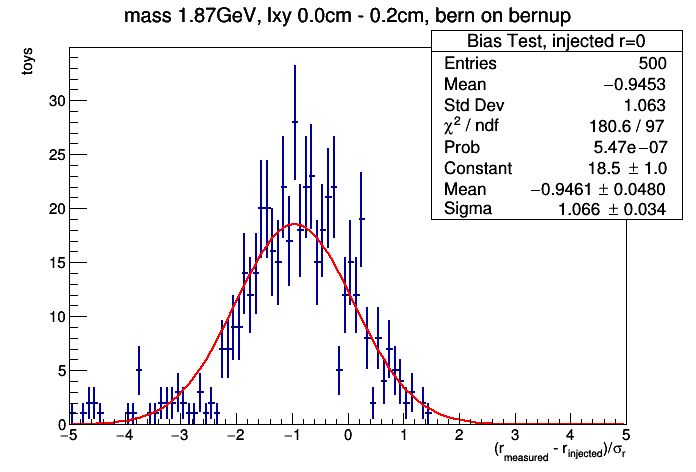 mass 1.87GeV, lxy 0.0cm - 0.2cm, bern on bernup
Bias Test, injected r=0
Entries 500
Mean −0.9453
Std Dev 1.063
χ² / ndf 180.6 / 97
Prob 5.47e−07
Constant 18.5 ± 1.0
Mean −0.9461 ± 0.0480
Sigma 1.066 ± 0.034
toys
30
25
20
15
10
5
0
−5 −4 −3 −2 −1 0 1 2 3 4 5
(r_measured - r_injected)/σ_r